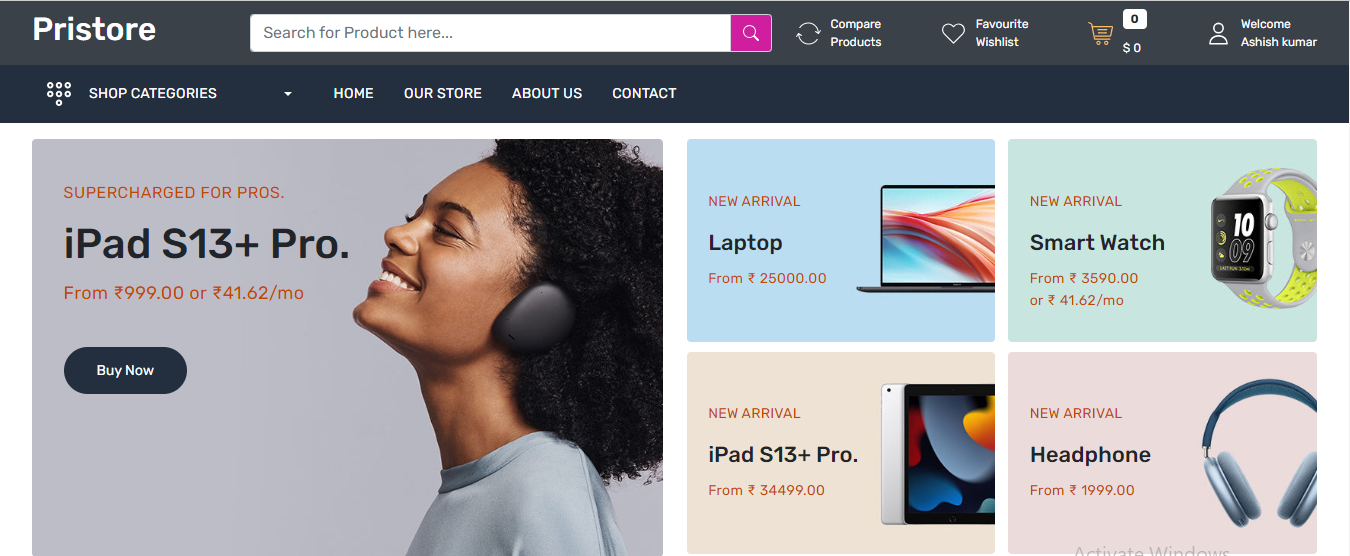 Pristore
Search for Product here...
Compare
Products
Favourite
Wishlist
0
$ 0
Welcome
Ashish kumar
SHOP CATEGORIES
HOME
OUR STORE
ABOUT US
CONTACT
SUPERCHARGED FOR PROS.
iPad S13+ Pro.
From ₹999.00 or ₹41.62/mo
Buy Now
NEW ARRIVAL
Laptop
From ₹ 25000.00
NEW ARRIVAL
Smart Watch
From ₹ 3590.00
or ₹ 41.62/mo
10
09
NEW ARRIVAL
iPad S13+ Pro.
From ₹ 34499.00
NEW ARRIVAL
Headphone
From ₹ 1999.00
Activate Windows